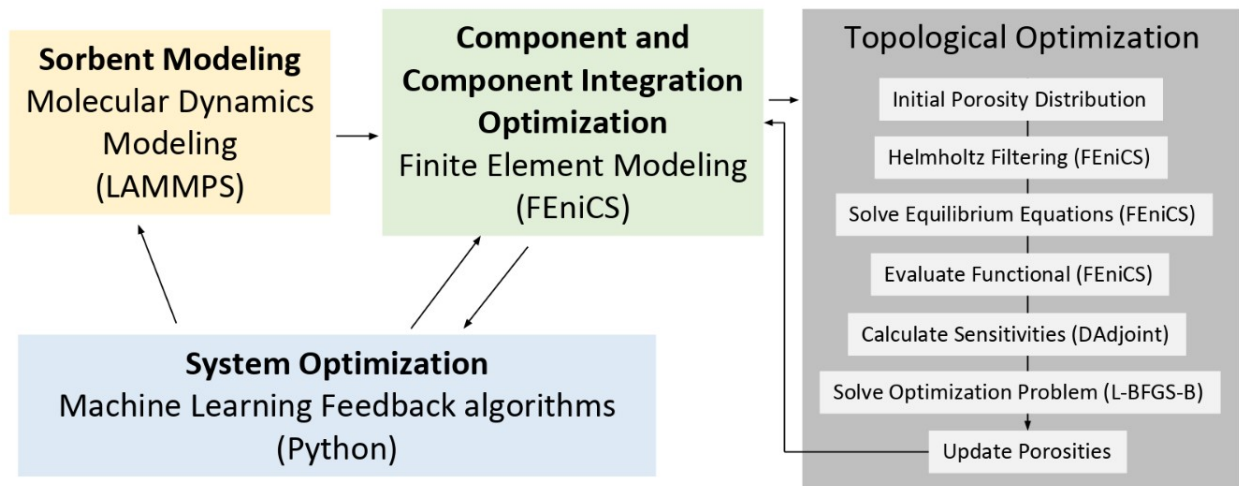 Sorbent Modeling
Molecular Dynamics
Modeling
(LAMMPS)
Component and
Component Integration
Optimization
Finite Element Modeling
(FEniCS)
System Optimization
Machine Learning Feedback algorithms
(Python)
Topological Optimization
Initial Porosity Distribution
Helmholtz Filtering (FEniCS)
Solve Equilibrium Equations (FEniCS)
Evaluate Functional (FEniCS)
Calculate Sensitivities (DAdjoint)
Solve Optimization Problem (L-BFGS-B)
Update Porosities